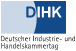 DIHK
Deutscher Industrie- und
Handelskammertag